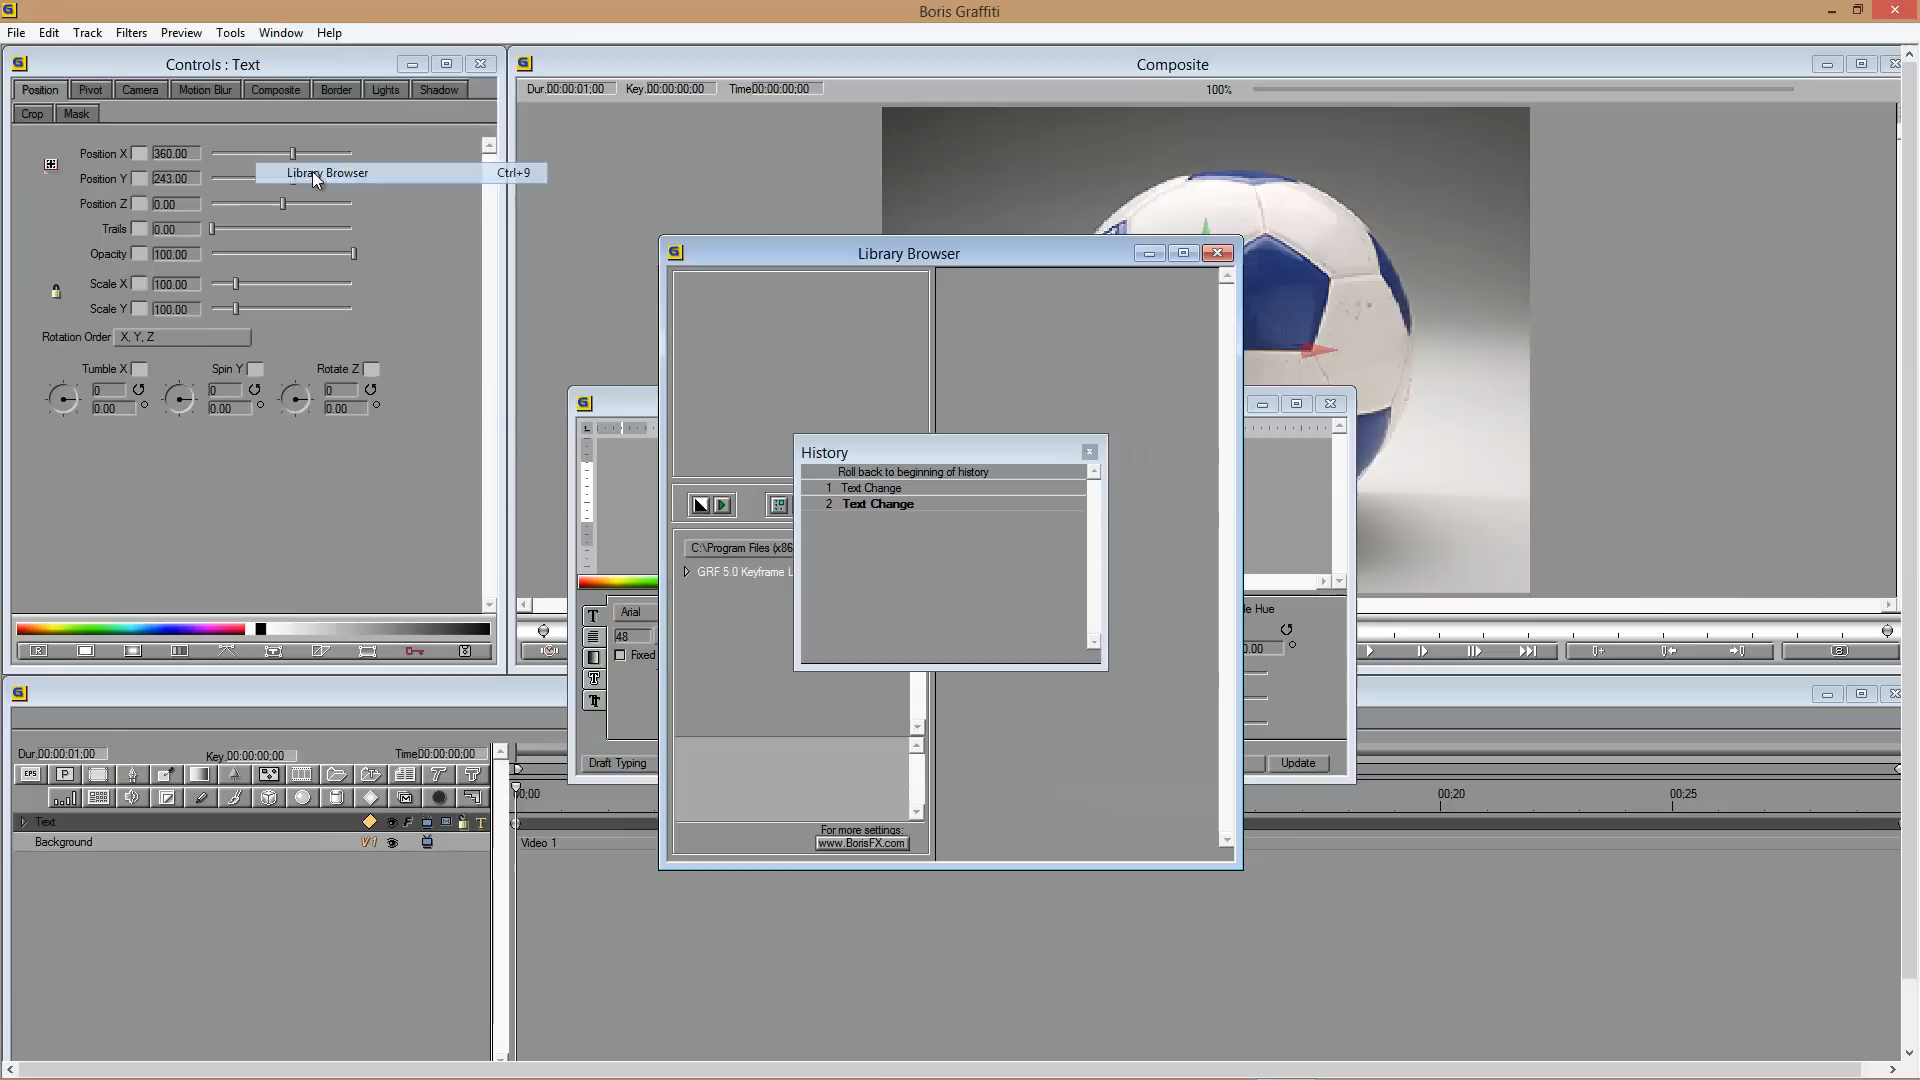 Boris Graffiti
File Edit Track Filters Preview Tools Window Help
Controls : Text
Position Pivot Camera Motion Blur Composite Border Lights Shadow
Crop Mask
Position X 360.00
Position Y 243.00
Position Z 0.00
Trails 0.00
Opacity 100.00
Scale X 100.00
Scale Y 100.00
Rotation Order X, Y, Z
Tumble X Spin Y Rotate Z
0 0 0
0.00 0.00 0.00
Library Browser Ctrl+9
Composite
Dur.00:00:01;00 Key.00:00:00;00 Time00:00:00;00 100%
Library Browser
C:\Program Files (x86
GRF 5.0 Keyframe L
For more settings:
www.BorisFX.com
History
Roll back to beginning of history
1 Text Change
2 Text Change
Arial
48
Fixed
Draft Typing
Update
Dur.00:00:01;00 Key.00:00:00;00 Time00:00:00;00
EPS P
00:20 00;25
Text
Background V1 Video 1